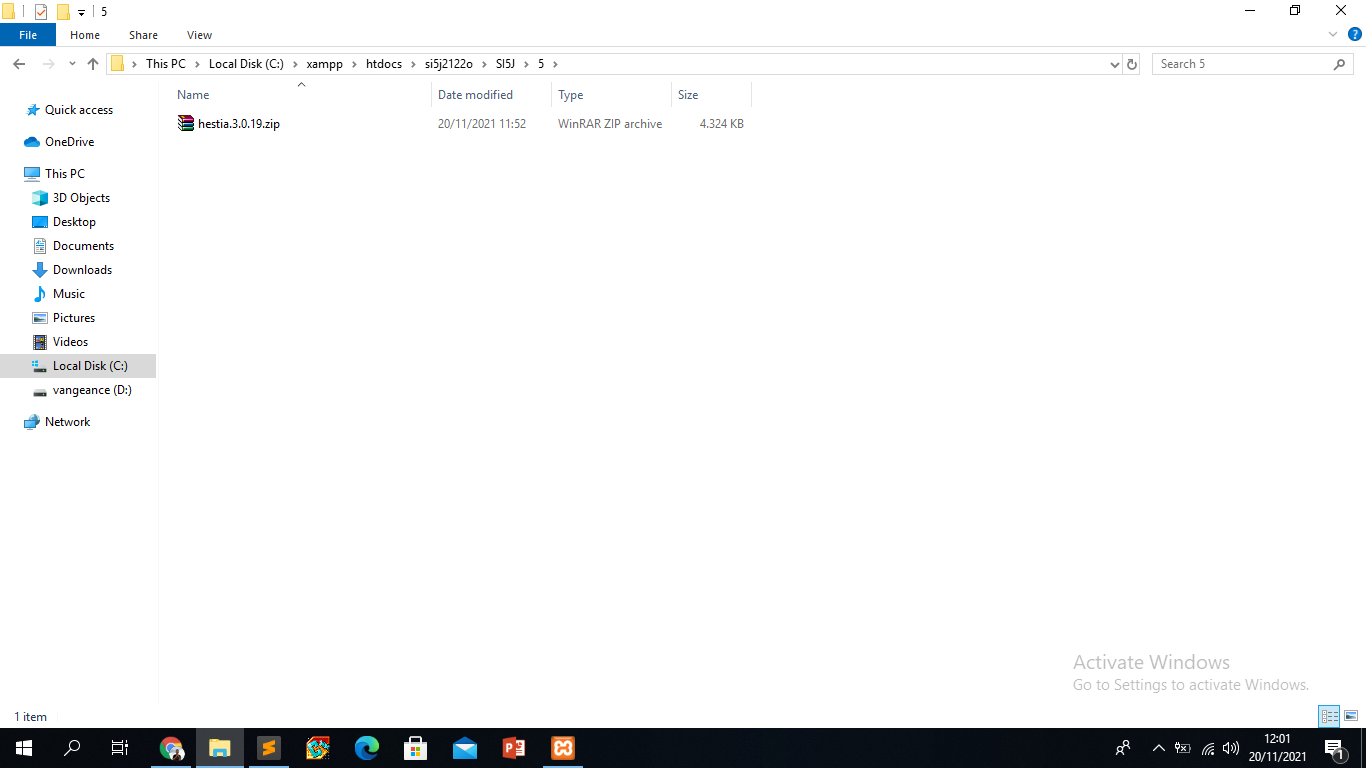 5
File Home Share View
This PC Local Disk (C:) xampp htdocs si5j2122o SI5J 5
Search 5
Name Date modified Type Size
hestia.3.0.19.zip 20/11/2021 11:52 WinRAR ZIP archive 4.324 KB
Quick access
OneDrive
This PC
3D Objects
Desktop
Documents
Downloads
Music
Pictures
Videos
Local Disk (C:)
vangeance (D:)
Network
Activate Windows
Go to Settings to activate Windows.
1 item
12:01
20/11/2021
1